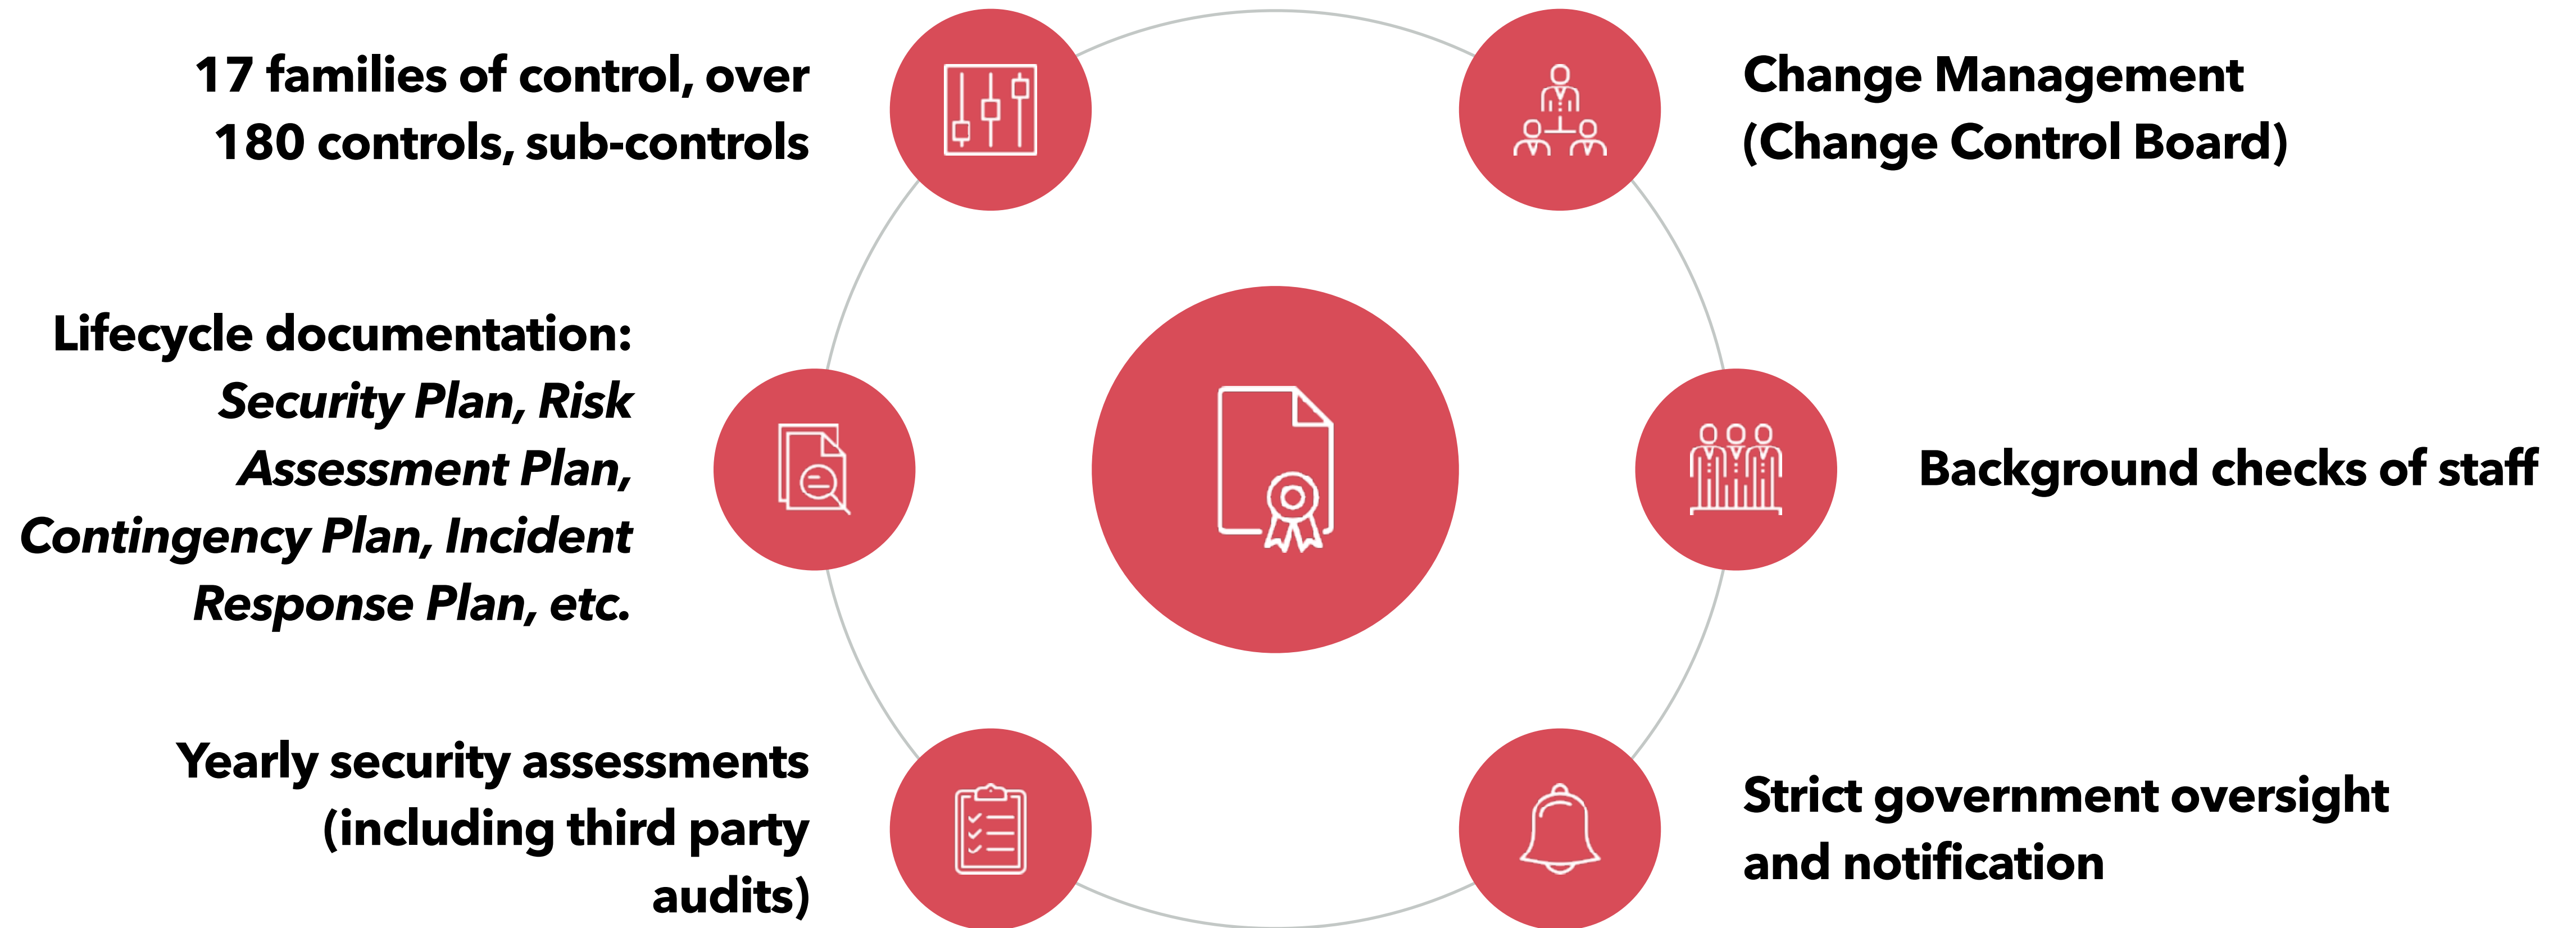 17 families of control, over
180 controls, sub-controls
Change Management
(Change Control Board)
Lifecycle documentation:
Security Plan, Risk
Assessment Plan,
Contingency Plan, Incident
Response Plan, etc.
Background checks of staff
Yearly security assessments
(including third party
audits)
Strict government oversight
and notification